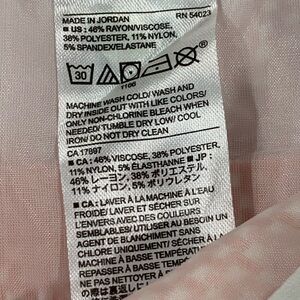 MADE IN JORDAN RN 54023
■ US : 46% RAYON/VISCOSE,
38% POLYESTER, 11% NYLON,
5% SPANDEX/ELASTANE
30
MACHINE WASH COLD/ WASH AND
DRY INSIDE OUT WITH LIKE COLORS/
ONLY NON-CHLORINE BLEACH WHEN
NEEDED/ TUMBLE DRY LOW/ COOL
IRON/ DO NOT DRY CLEAN
CA 17897
■ CA : 46% VISCOSE, 38% POLYESTER,
11% NYLON, 5% ÉLASTHANNE ■ JP :
46% レーヨン, 38% ポリエステル,
11% ナイロン, 5% ポリウレタン
■ CA : LAVER À LA MACHINE À L'EAU
FROIDE/ LAVER ET SÉCHER À
L'ENVERS AVEC DES COULEURS
SEMBLABLES/ UTILISER AU BESOIN UN
AGENT DE BLANCHIMENT SANS
CHLORE UNIQUEMENT/ SÉCHER À LA
MACHINE À BASSE TEMPÉ
REPASSER À BASSE TEMPÉ
NE PAS NETTOYER À SEC